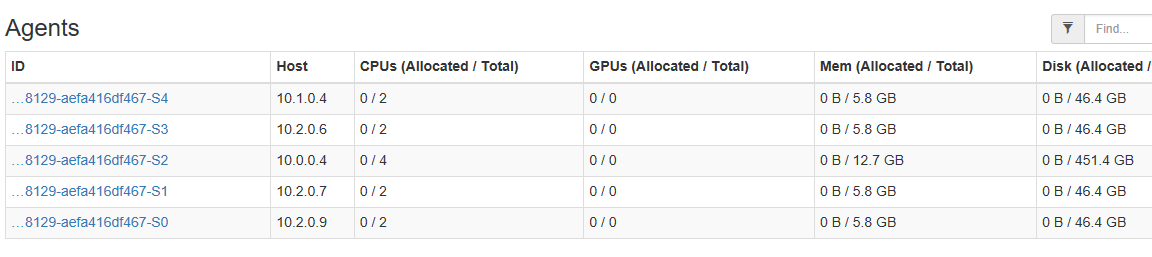 Agents
Find...
ID Host CPUs (Allocated / Total) GPUs (Allocated / Total) Mem (Allocated / Total) Disk (Allocated /
…8129-aefa416df467-S4 10.1.0.4 0 / 2 0 / 0 0 B / 5.8 GB 0 B / 46.4 GB
…8129-aefa416df467-S3 10.2.0.6 0 / 2 0 / 0 0 B / 5.8 GB 0 B / 46.4 GB
…8129-aefa416df467-S2 10.0.0.4 0 / 4 0 / 0 0 B / 12.7 GB 0 B / 451.4 GB
…8129-aefa416df467-S1 10.2.0.7 0 / 2 0 / 0 0 B / 5.8 GB 0 B / 46.4 GB
…8129-aefa416df467-S0 10.2.0.9 0 / 2 0 / 0 0 B / 5.8 GB 0 B / 46.4 GB